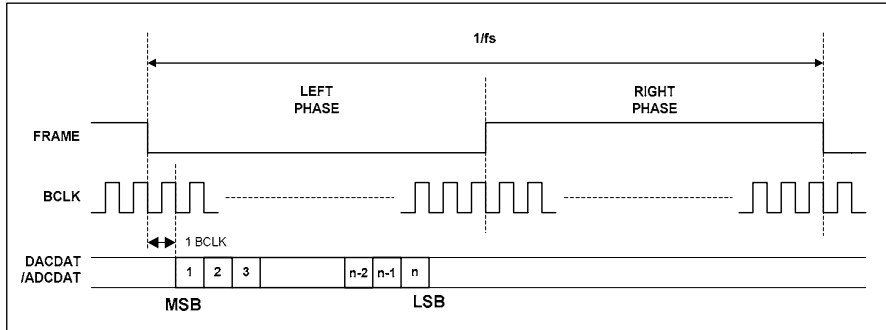 1/fs
LEFT
PHASE
RIGHT
PHASE
FRAME
BCLK
1 BCLK
DACDAT
/ADCDAT
1 2 3 n-2 n-1 n
MSB LSB